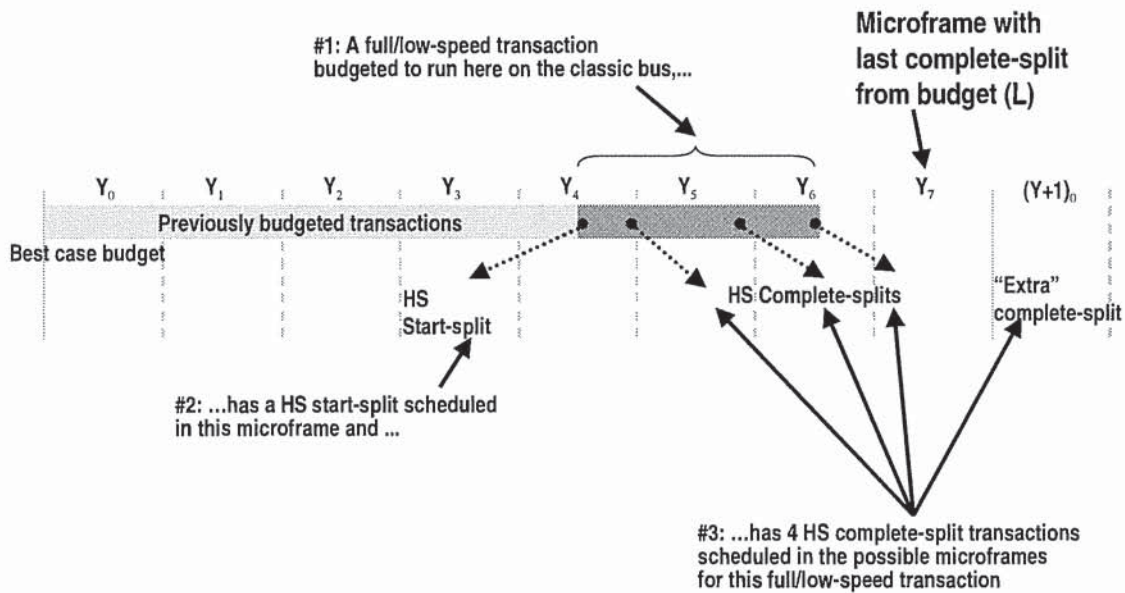 #1: A full/low-speed transaction
budgeted to run here on the classic bus,...
Microframe with
last complete-split
from budget (L)
Y0 Y1 Y2 Y3 Y4 Y5 Y6 Y7 (Y+1)0
Previously budgeted transactions
Best case budget
HS
Start-split
HS Complete-splits
“Extra”
complete-split
#2: ...has a HS start-split scheduled
in this microframe and ...
#3: ...has 4 HS complete-split transactions
scheduled in the possible microframes
for this full/low-speed transaction